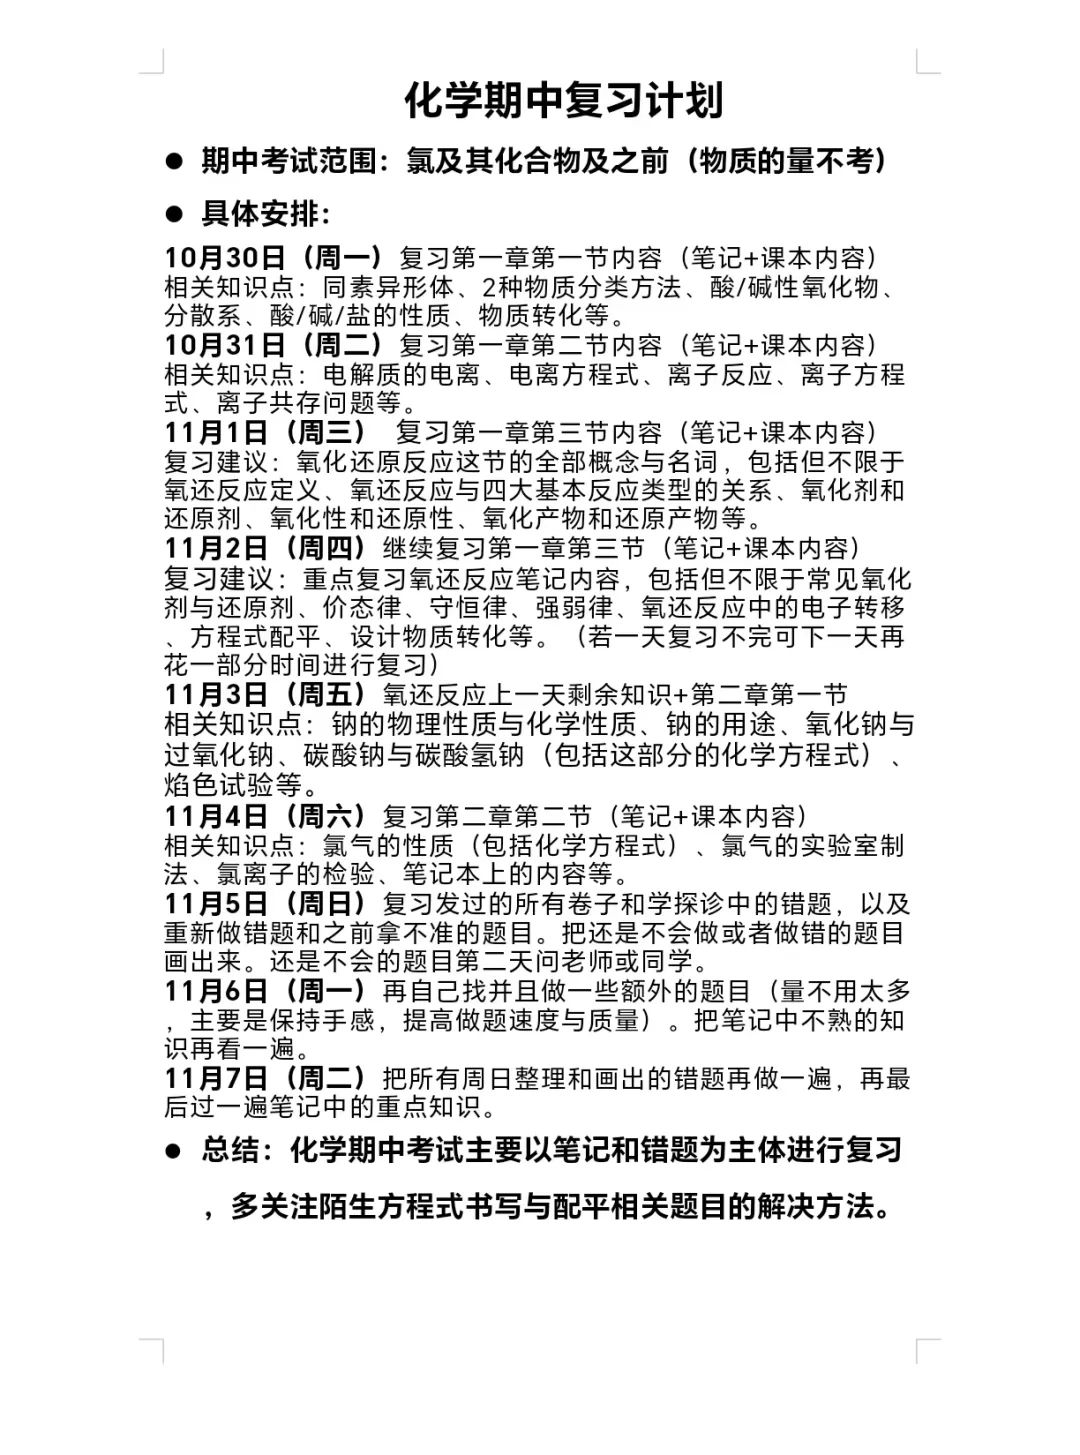 化学期中复习计划
● 期中考试范围：氯及其化合物及之前（物质的量不考）
● 具体安排：
10月30日（周一）复习第一章第一节内容（笔记+课本内容）
相关知识点：同素异形体、2种物质分类方法、酸/碱性氧化物、
分散系、酸/碱/盐的性质、物质转化等。
10月31日（周二）复习第一章第二节内容（笔记+课本内容）
相关知识点：电解质的电离、电离方程式、离子反应、离子方程
式、离子共存问题等。
11月1日（周三） 复习第一章第三节内容（笔记+课本内容）
复习建议：氧化还原反应这节的全部概念与名词，包括但不限于
氧还反应定义、氧还反应与四大基本反应类型的关系、氧化剂和
还原剂、氧化性和还原性、氧化产物和还原产物等。
11月2日（周四）继续复习第一章第三节（笔记+课本内容）
复习建议：重点复习氧还反应笔记内容，包括但不限于常见氧化
剂与还原剂、价态律、守恒律、强弱律、氧还反应中的电子转移
、方程式配平、设计物质转化等。（若一天复习不完可下一天再
花一部分时间进行复习）
11月3日（周五）氧还反应上一天剩余知识+第二章第一节
相关知识点：钠的物理性质与化学性质、钠的用途、氧化钠与
过氧化钠、碳酸钠与碳酸氢钠（包括这部分的化学方程式）、
焰色试验等。
11月4日（周六）复习第二章第二节（笔记+课本内容）
相关知识点：氯气的性质（包括化学方程式）、氯气的实验室制
法、氯离子的检验、笔记本上的内容等。
11月5日（周日）复习发过的所有卷子和学探诊中的错题，以及
重新做错题和之前拿不准的题目。把还是不会做或者做错的题目
画出来。还是不会的题目第二天问老师或同学。
11月6日（周一）再自己找并且做一些额外的题目（量不用太多
，主要是保持手感，提高做题速度与质量）。把笔记中不熟的知
识再看一遍。
11月7日（周二）把所有周日整理和画出的错题再做一遍，再最
后过一遍笔记中的重点知识。
● 总结：化学期中考试主要以笔记和错题为主体进行复习
，多关注陌生方程式书写与配平相关题目的解决方法。